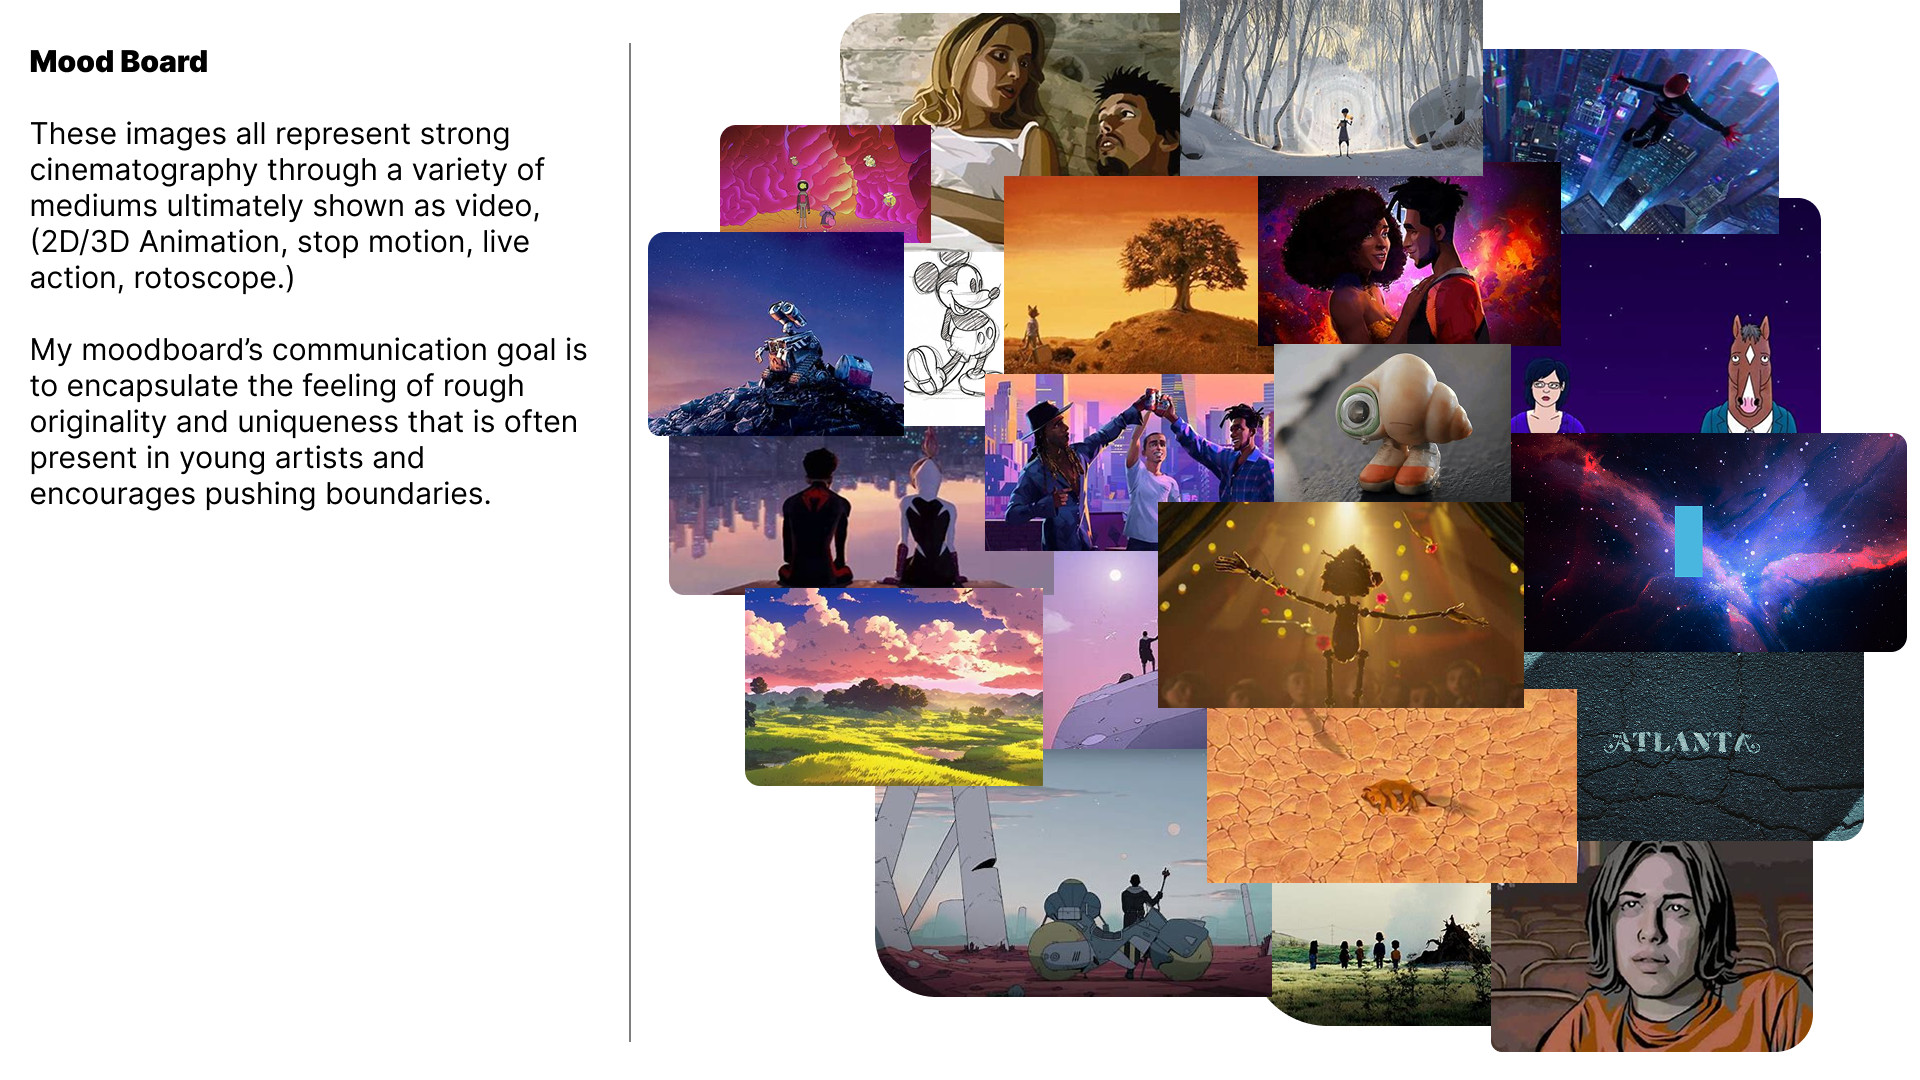 Mood Board
These images all represent strong
cinematography through a variety of
mediums ultimately shown as video,
(2D/3D Animation, stop motion, live
action, rotoscope.)
My moodboard’s communication goal is
to encapsulate the feeling of rough
originality and uniqueness that is often
present in young artists and
encourages pushing boundaries.
ATLANTA